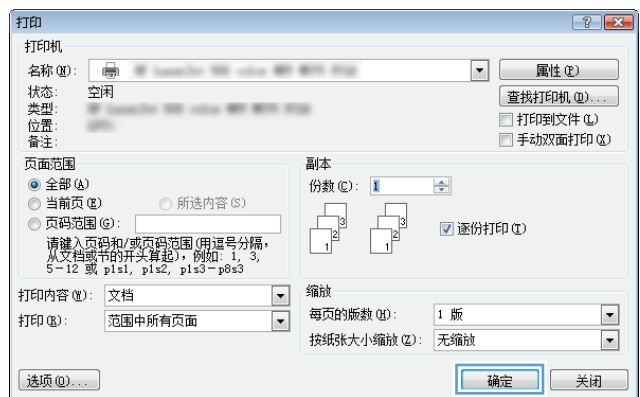 打印
打印机
名称(N):
属性(P)
状态: 空闲
查找打印机(D)...
类型:
位置:
打印到文件(L)
备注:
手动双面打印(X)
页面范围
全部(A)
当前页(E) 所选内容(S)
页码范围(G):
请键入页码和/或页码范围(用逗号分隔,
从文档或节的开头算起), 例如: 1, 3,
5-12 或 p1s1, p1s2, p1s3-p8s3
副本
份数(C): 1
1 2 3 1 2 3
逐份打印(T)
打印内容(W): 文档
打印(R): 范围中所有页面
缩放
每页的版数(H): 1 版
按纸张大小缩放(Z): 无缩放
选项(O)... 确定 关闭